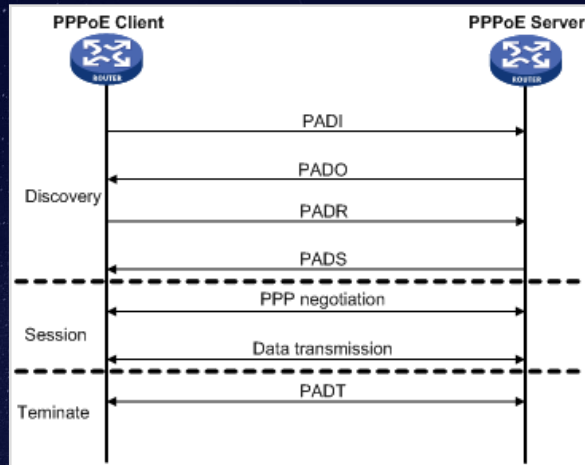 PPPoE Client
PPPoE Server
ROUTER
ROUTER
PADI
PADO
Discovery
PADR
PADS
PPP negotiation
Session
Data transmission
PADT
Teminate